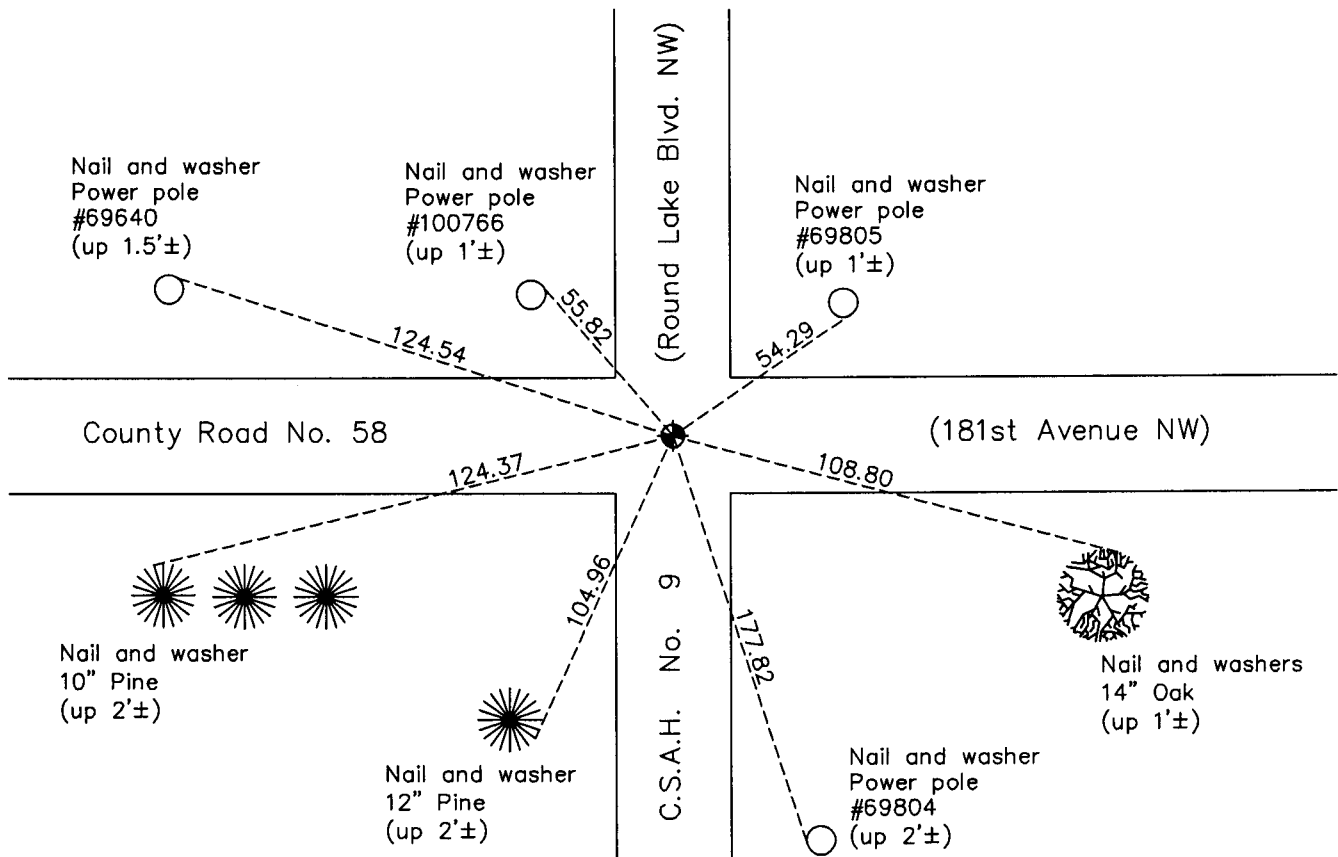 (Round Lake Blvd. NW)
Nail and washer
Power pole
#69640
(up 1.5'±)
Nail and washer
Power pole
#100766
(up 1'±)
Nail and washer
Power pole
#69805
(up 1'±)
124.54
55.82
54.29
County Road No. 58
(181st Avenue NW)
124.37
104.96
177.82
108.80
C.S.A.H. No. 9
Nail and washer
10" Pine
(up 2'±)
Nail and washer
12" Pine
(up 2'±)
Nail and washer
Power pole
#69804
(up 2'±)
Nail and washers
14" Oak
(up 1'±)